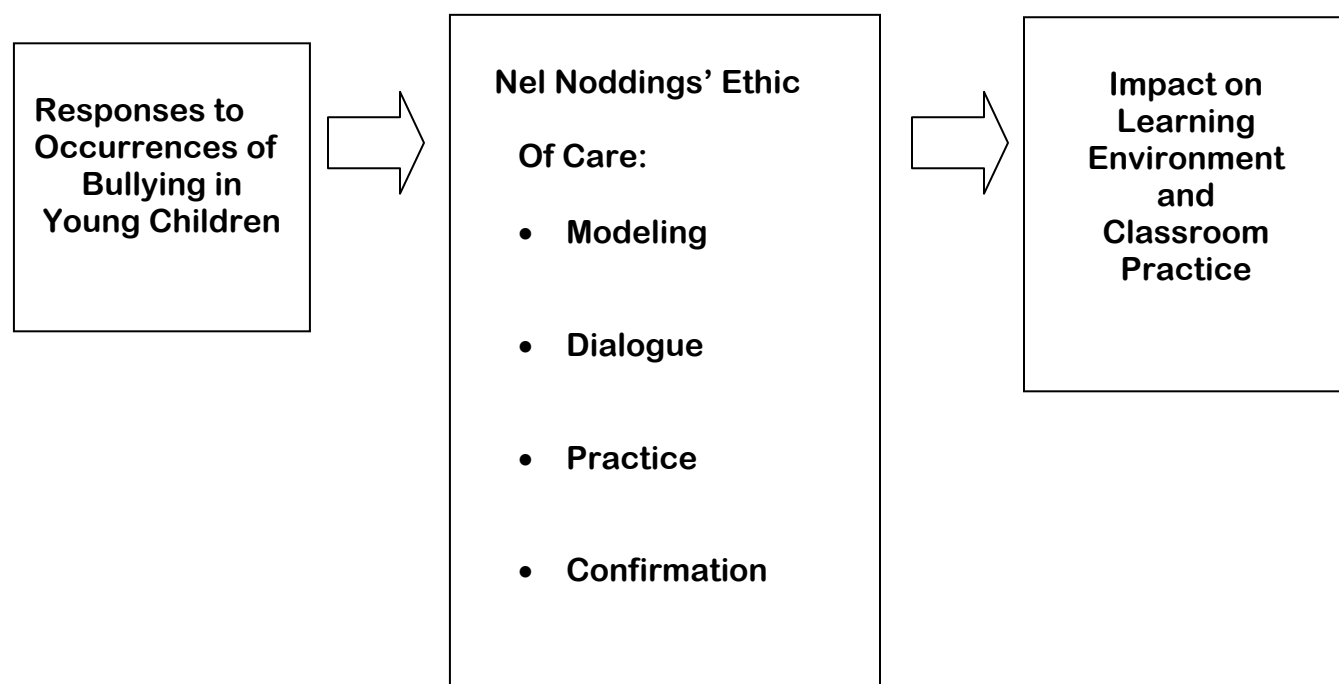 Responses to
Occurrences of
Bullying in
Young Children
Nel Noddings’ Ethic
Of Care:
• Modeling
• Dialogue
• Practice
• Confirmation
Impact on
Learning
Environment
and
Classroom
Practice